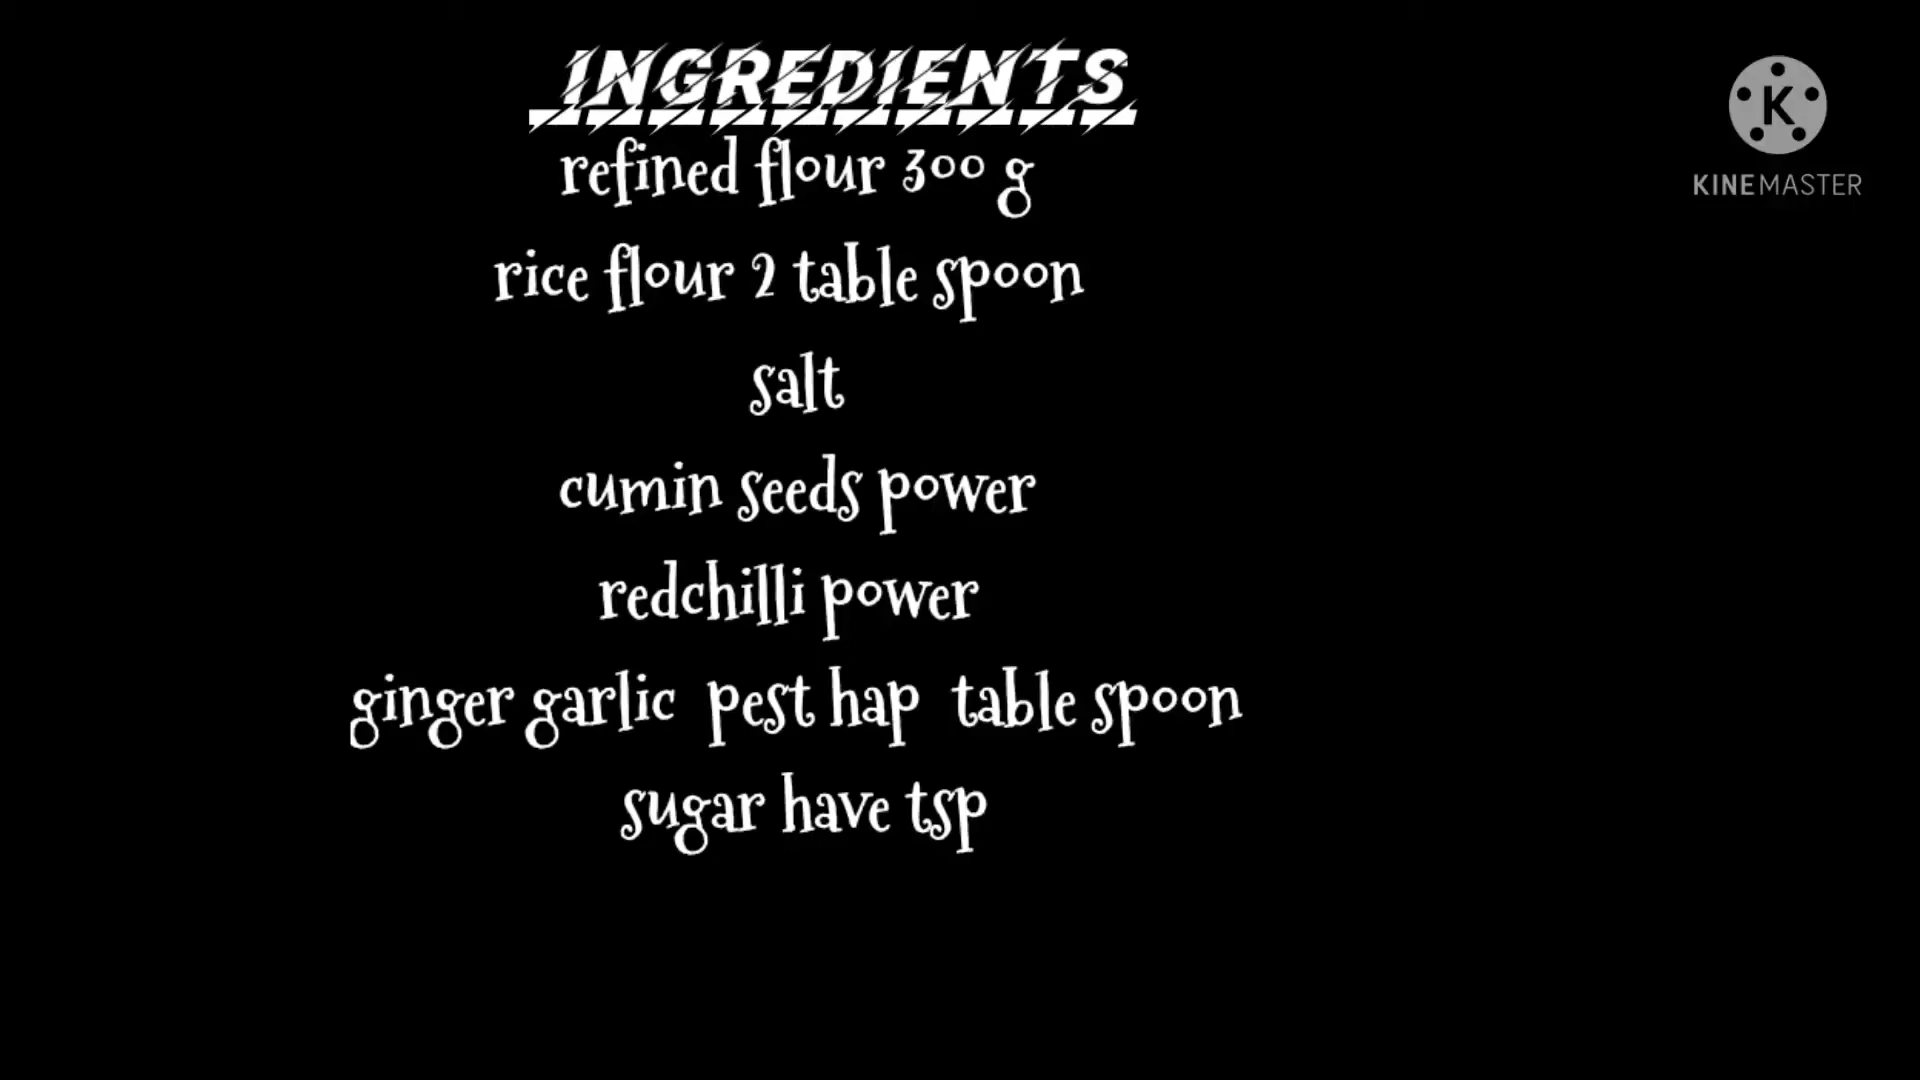 INGREDIENTS
refined flour 300 g
rice flour 2 table spoon
salt
cumin seeds power
redchilli power
ginger garlic pest hap table spoon
sugar have tsp
K
KINEMASTER